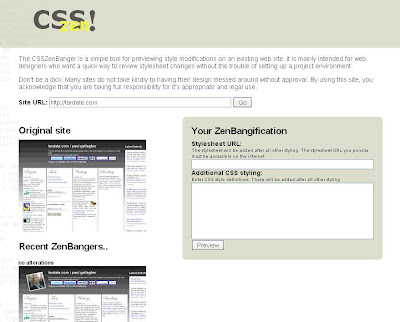 CSS!
zen
The CSSZenBanger is a simple tool for previewing style modifications on an existing web site. It is mainly intended for web
designers who want a quick way to review stylesheet changes without the trouble of setting up a project environment.
Don't be a dick: Many sites do not take kindly to having their design messed around without approval. By using this site, you
acknowledge that you are taking full responsibility for it's appropriate and legal use.
Site URL: http://tardate.com Go
Original site
tardate.com / paul gallagher
Recent ZenBangers..
no alterations
tardate.com / paul gallagher
Your ZenBangification
Stylesheet URL:
The stylesheet will be added after all other styling. The stylesheet URL you provide
must be accessible on the internet
Additional CSS styling:
Enter CSS style definitions. These will be added after all other styling
Preview